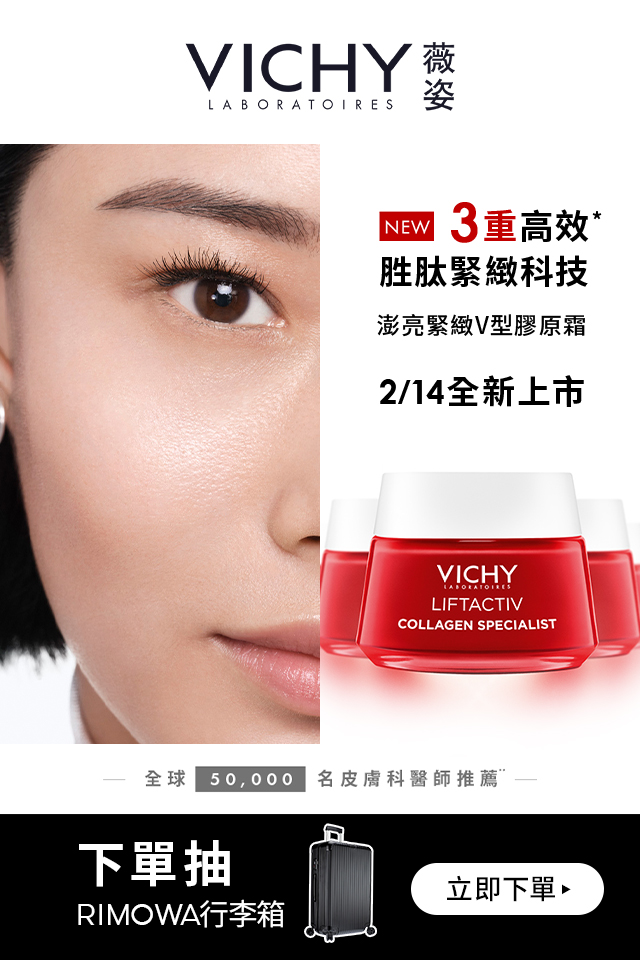 VICHY 薇姿
LABORATOIRES
NEW 3重高效*
胜肽緊緻科技
澎亮緊緻V型膠原霜
2/14全新上市
VICHY
LABORATOIRES
LIFTACTIV
COLLAGEN SPECIALIST
全球 50,000 名皮膚科醫師推薦**
下單抽
RIMOWA行李箱
立即下單